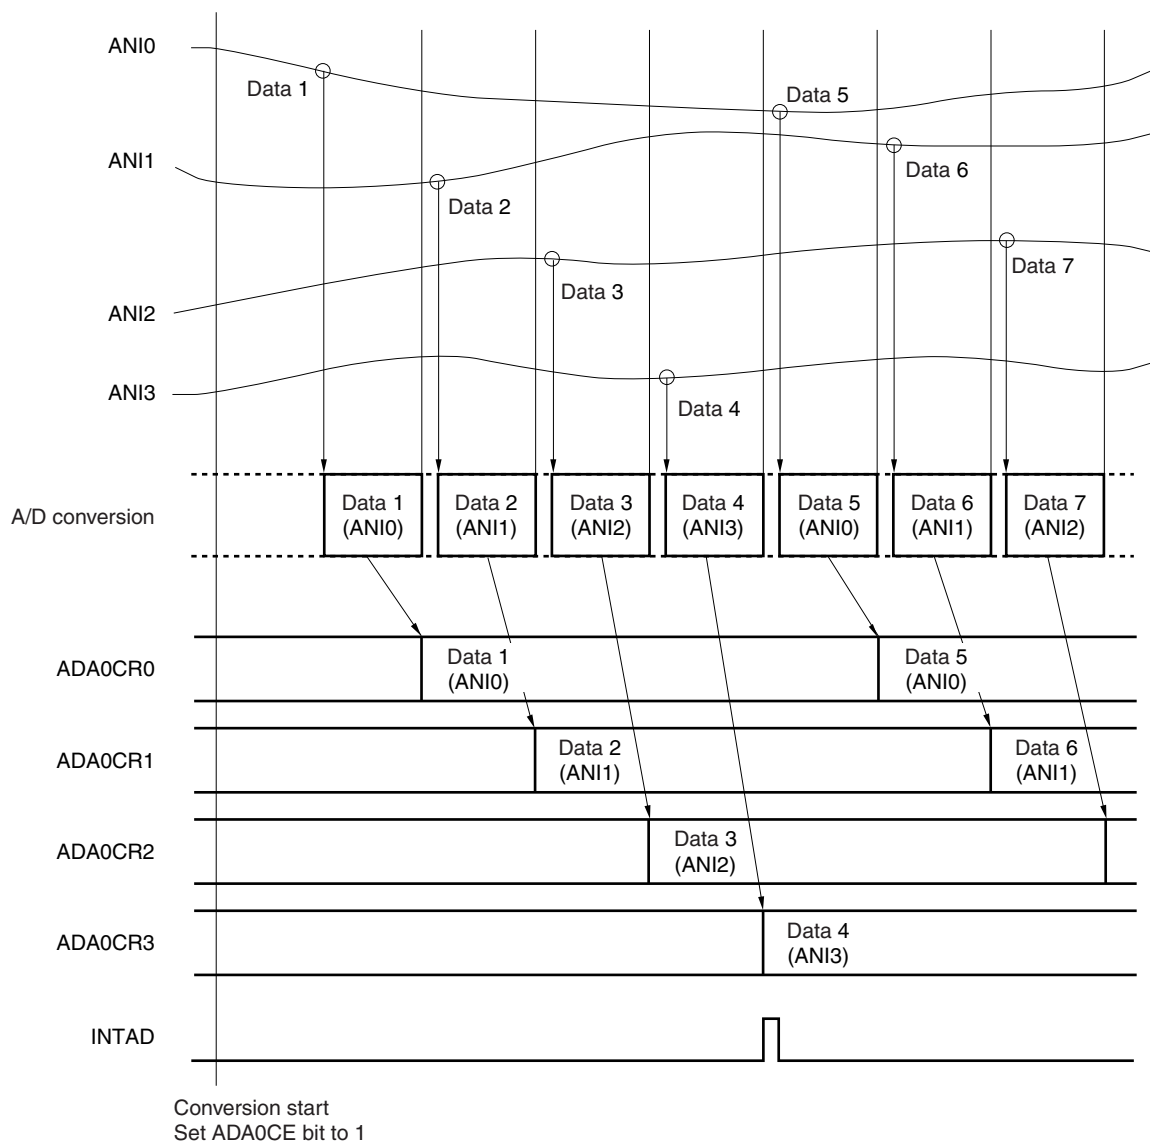 ANI0
Data 1
Data 5
ANI1
Data 6
Data 2
Data 7
Data 3
ANI2
ANI3
Data 4
A/D conversion
Data 1
(ANI0)
Data 2
(ANI1)
Data 3
(ANI2)
Data 4
(ANI3)
Data 5
(ANI0)
Data 6
(ANI1)
Data 7
(ANI2)
ADA0CR0
Data 1
(ANI0)
Data 5
(ANI0)
ADA0CR1
Data 2
(ANI1)
Data 6
(ANI1)
ADA0CR2
Data 3
(ANI2)
ADA0CR3
Data 4
(ANI3)
INTAD
Conversion start
Set ADA0CE bit to 1